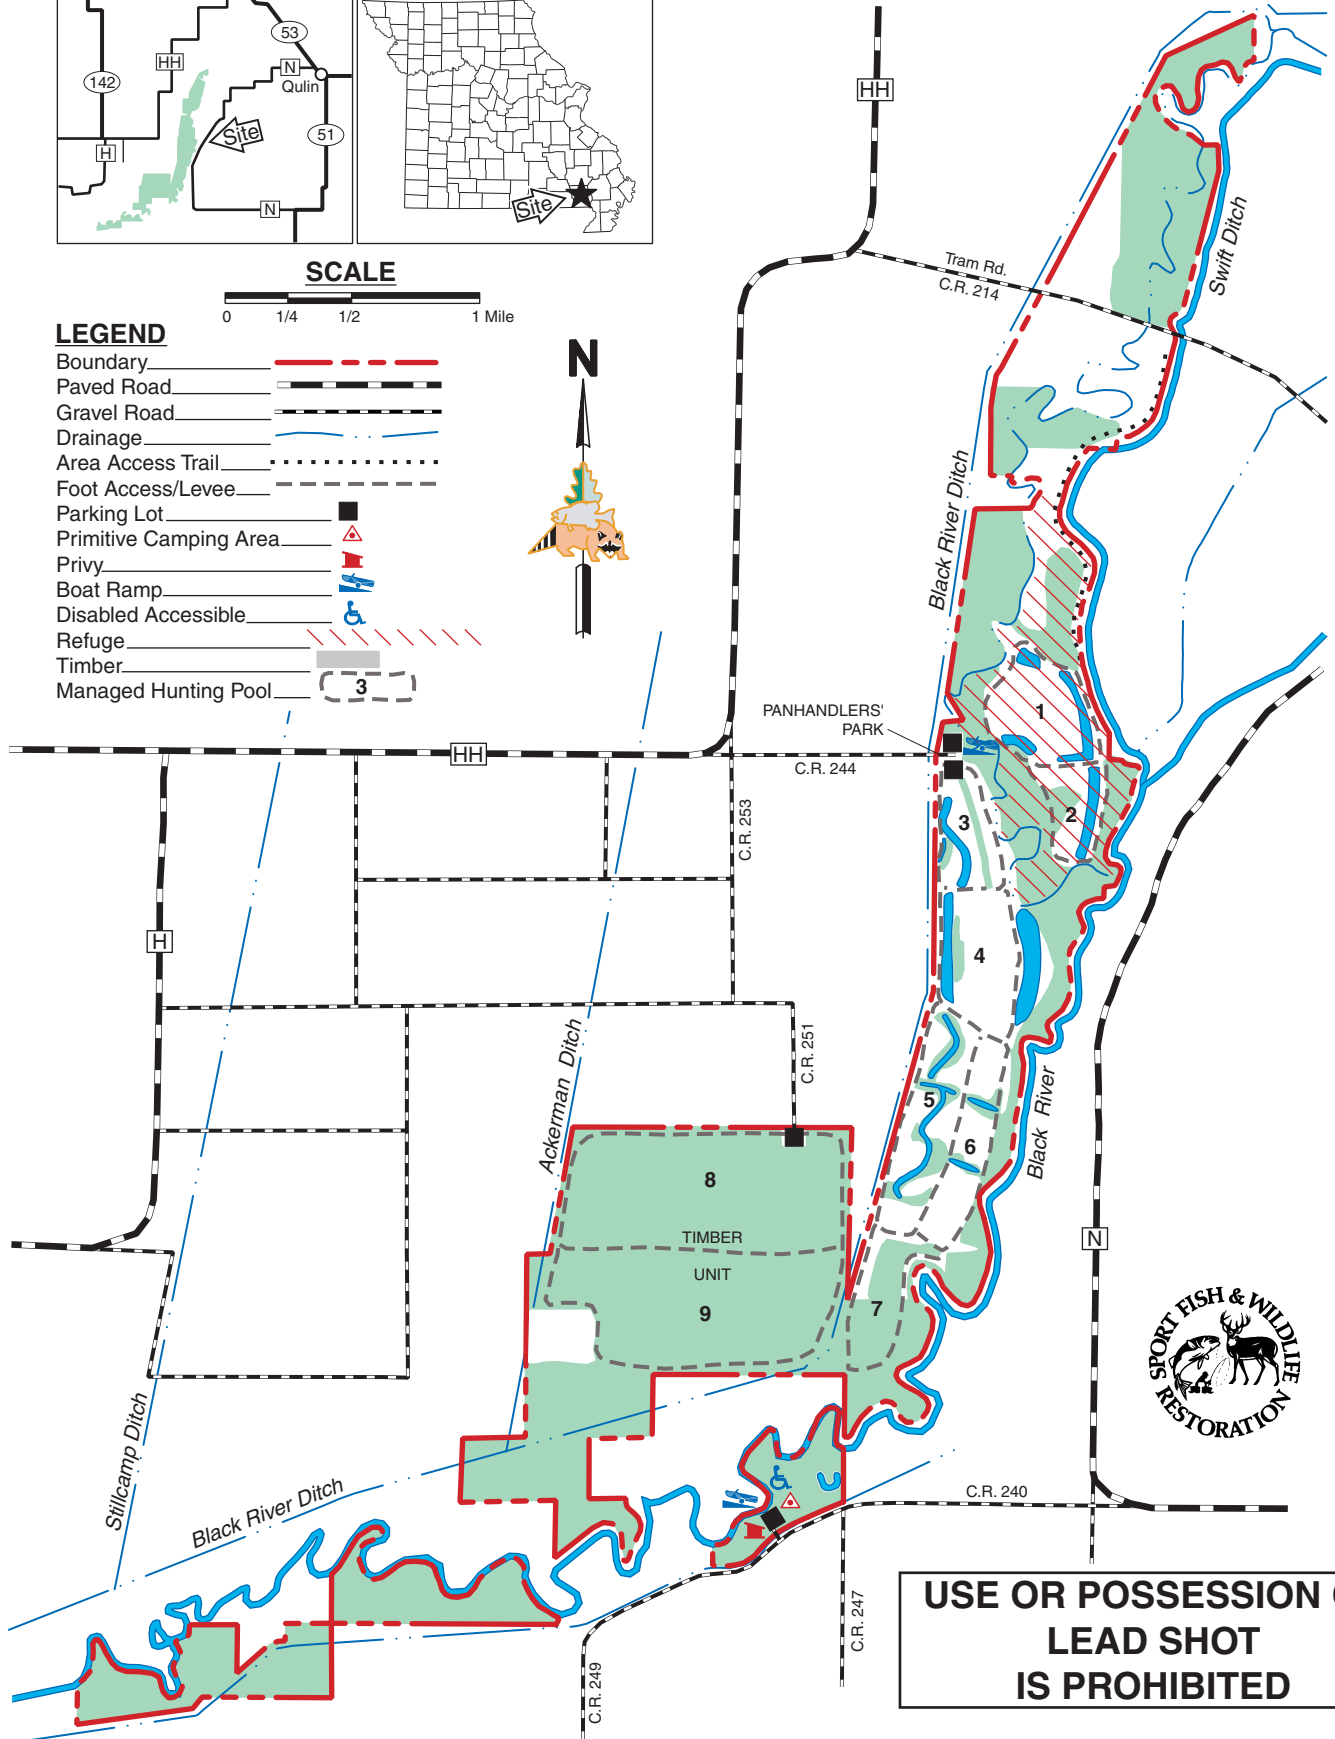 53
HH
N
Qulin
142
Site
51
H
N
Site
SCALE
0 1/4 1/2 1 Mile
LEGEND
Boundary
Paved Road
Gravel Road
Drainage
Area Access Trail
Foot Access/Levee
Parking Lot
Primitive Camping Area
Privy
Boat Ramp
Disabled Accessible
Refuge
Timber
Managed Hunting Pool 3
N
HH
Tram Rd.
C.R. 214
Swift Ditch
Black River Ditch
PANHANDLERS'
PARK
HH
C.R. 244
C.R. 253
1
2
3
4
H
C.R. 251
Ackerman Ditch
5
6
Black River
8
TIMBER
UNIT
9
7
N
SPORT FISH & WILDLIFE
RESTORATION
Stillcamp Ditch
Black River Ditch
C.R. 240
C.R. 247
C.R. 249
USE OR POSSESSION
LEAD SHOT
IS PROHIBITED